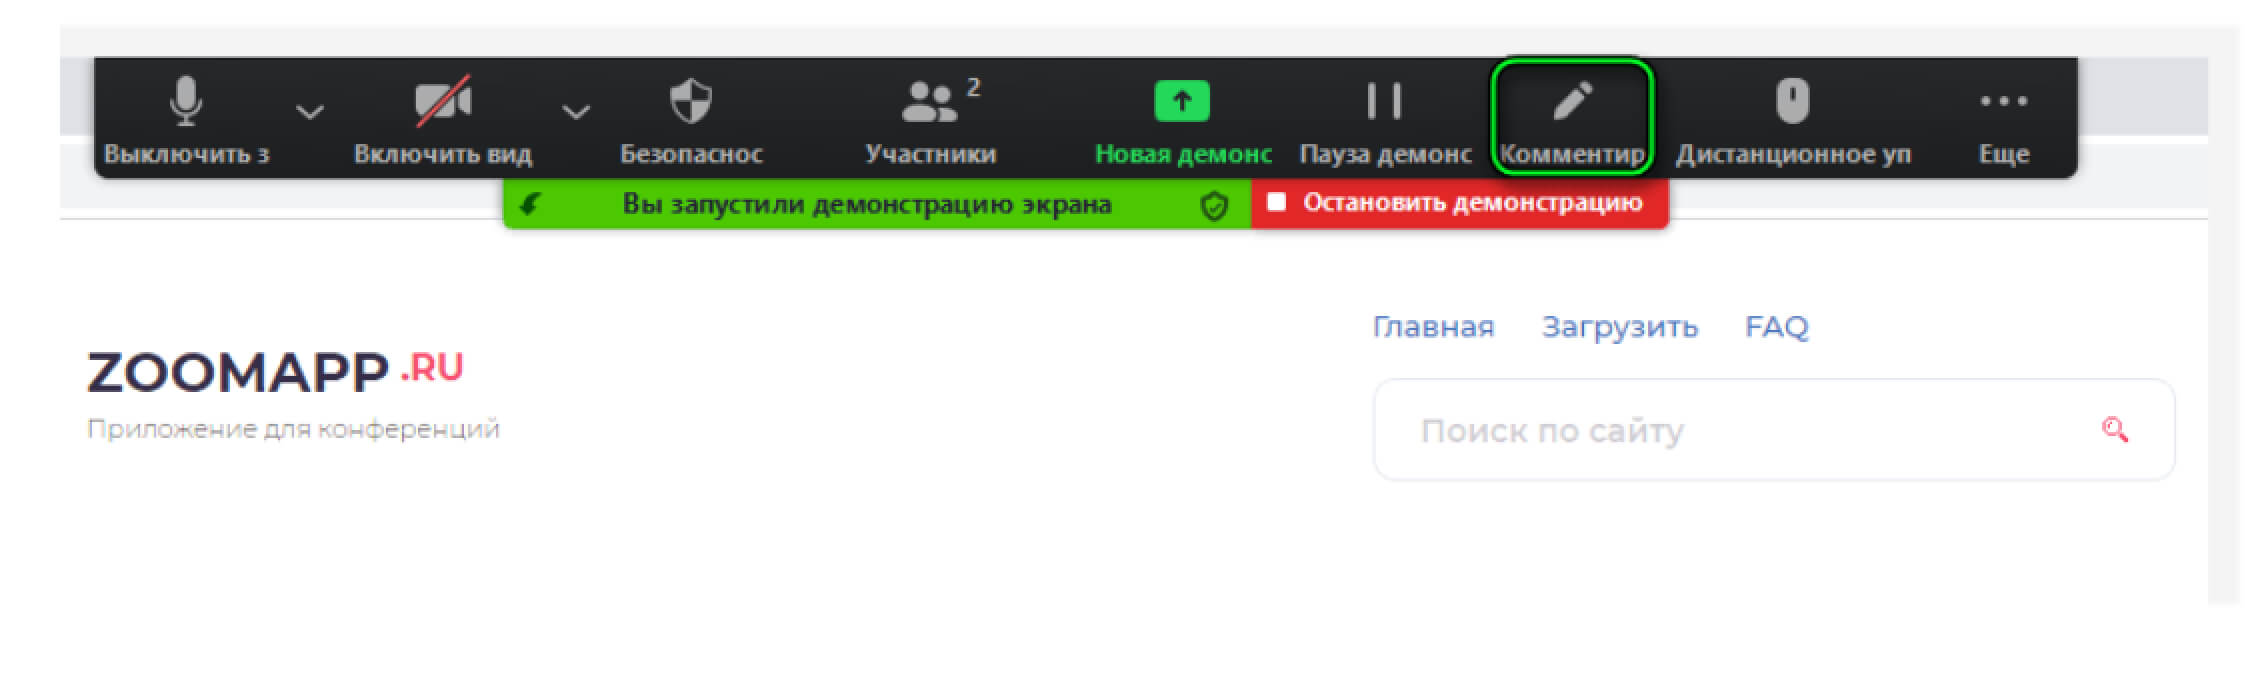 2
Выключить з Включить вид Безопаснос Участники Новая демонс Пауза демонс Комментир Дистанционное уп Еще
Вы запустили демонстрацию экрана Остановить демонстрацию
Главная Загрузить FAQ
ZOOMAPP .RU
Приложение для конференций
Поиск по сайту